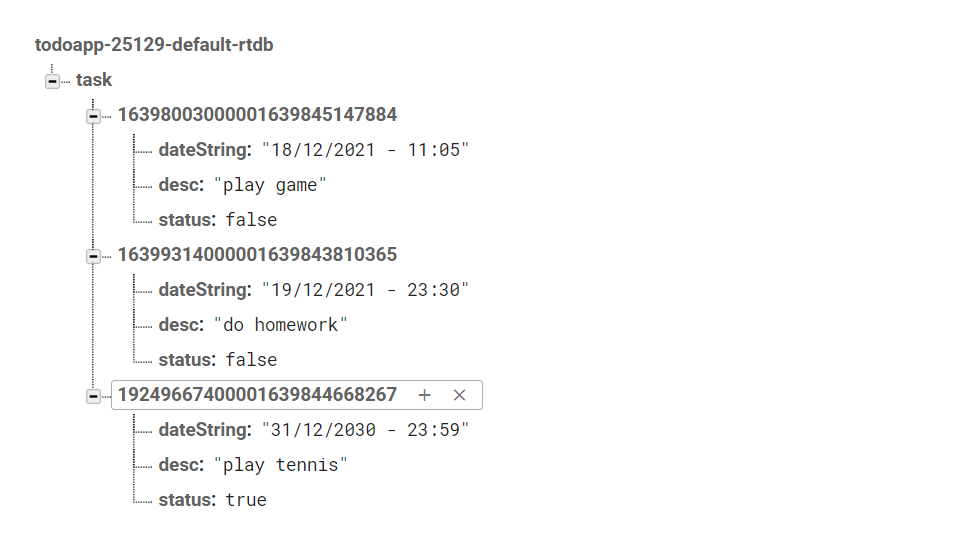 todoapp-25129-default-rtdb
task
16398003000001639845147884
dateString: "18/12/2021 - 11:05"
desc: "play game"
status: false
16399314000001639843810365
dateString: "19/12/2021 - 23:30"
desc: "do homework"
status: false
19249667400001639844668267
dateString: "31/12/2030 - 23:59"
desc: "play tennis"
status: true